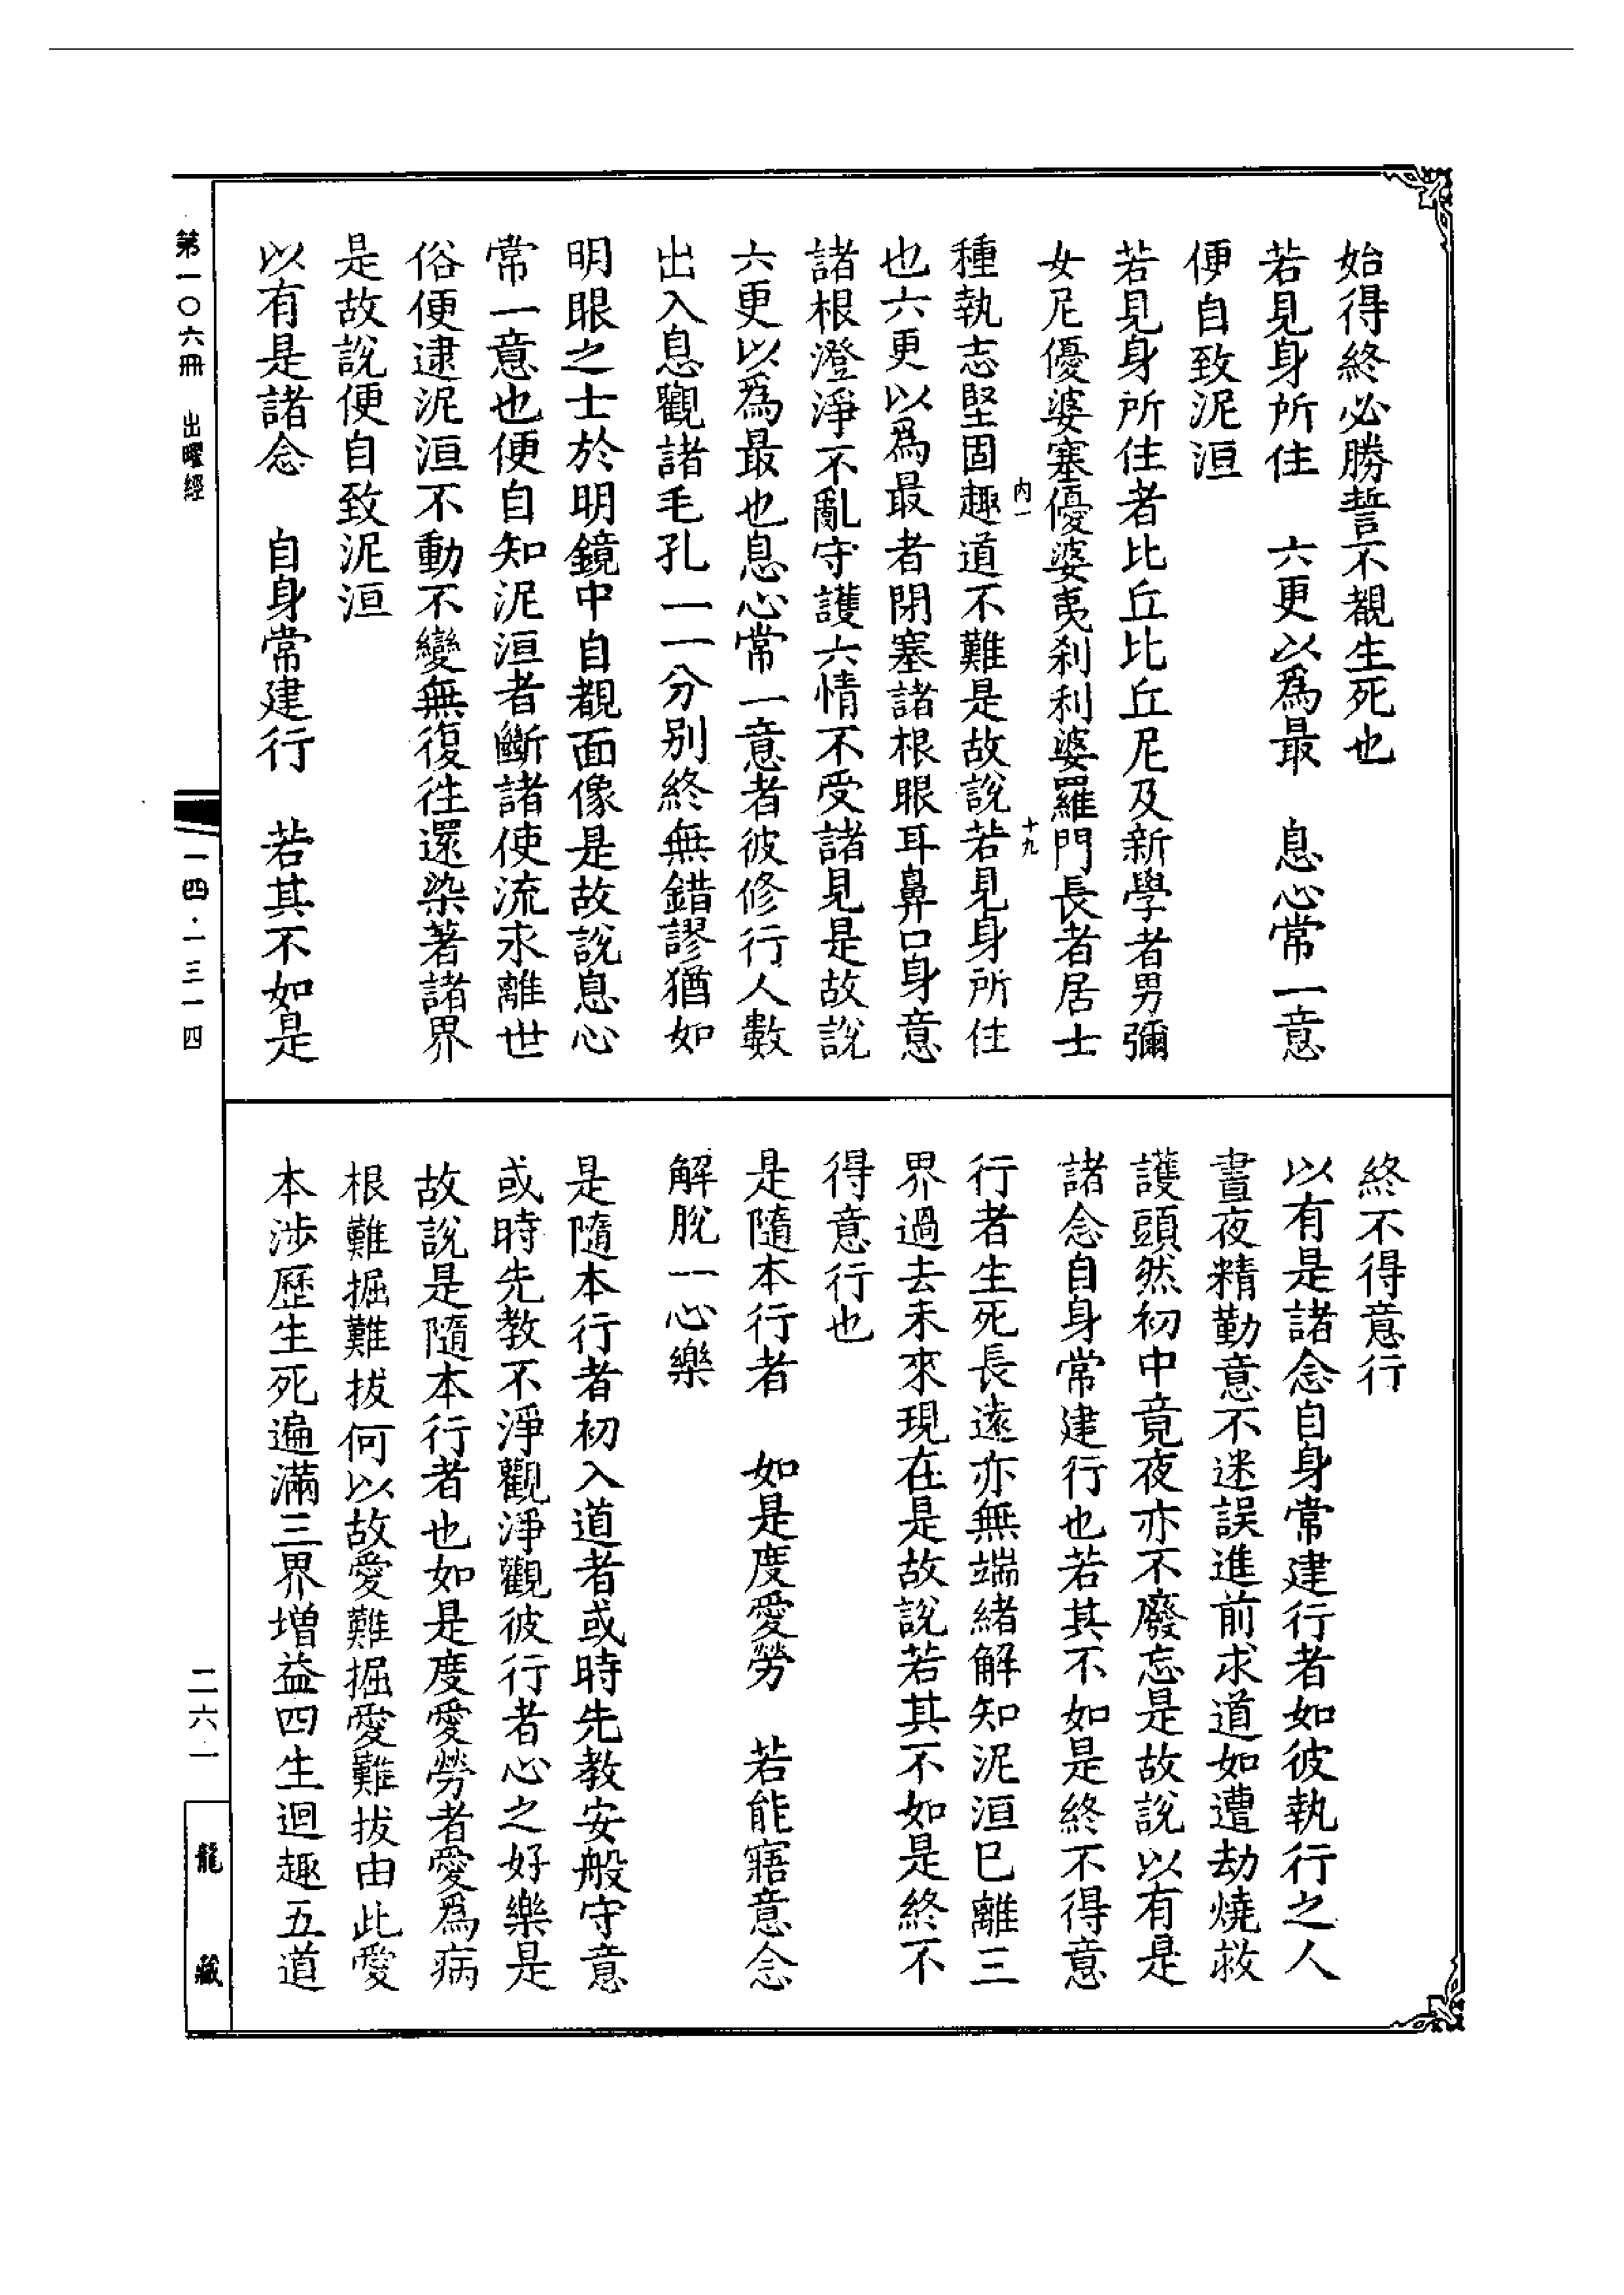 始得終必勝誓不覩生死也
若見身所住　六更以爲最　息心常一意
便自致泥洹
若見身所住者比丘比丘尼及新學者男彌
女尼優婆塞優婆夷刹利婆羅門長者居士
内一
十九
種執志堅固趣道不難是故說若見身所住
也六更以爲最者閉塞諸根眼耳鼻口身意
諸根澄淨不亂守護六情不受諸見是故說
六更以爲最也息心常一意者彼修行人數
出入息觀諸毛孔一一分别終無錯謬猶如
明眼之士於明鏡中自覩面像是故說息心
常一意也便自知泥洹者斷諸使流求離世
俗便逮泥洹不動不變無復往還染著諸界
是故說便自致泥洹
以有是諸念　自身常建行　若其不如是
終不得意行
以有是諸念自身常建行者如彼執行之人
晝夜精勤意不迷誤進前求道如遭劫燒救
護頭然初中竟夜亦不廢忘是故說以有是
諸念自身常建行也若其不如是終不得意
行者生死長遠亦無端緒解知泥洹已離三
界過去未來現在是故說若其不如是終不
得意行也
是隨本行者　如是度愛勞　若能寤意念
解脫一心樂
是隨本行者初入道者或時先教安般守意
或時先教不淨觀淨觀彼行者心之好樂是
故說是隨本行者也如是度愛勞者愛爲病
根難掘難拔何以故愛難掘愛難拔由此愛
本涉歷生死遍滿三界增益四生迴趣五道
第一〇六冊　出曜經
一四·一三一四
二六一
龍藏